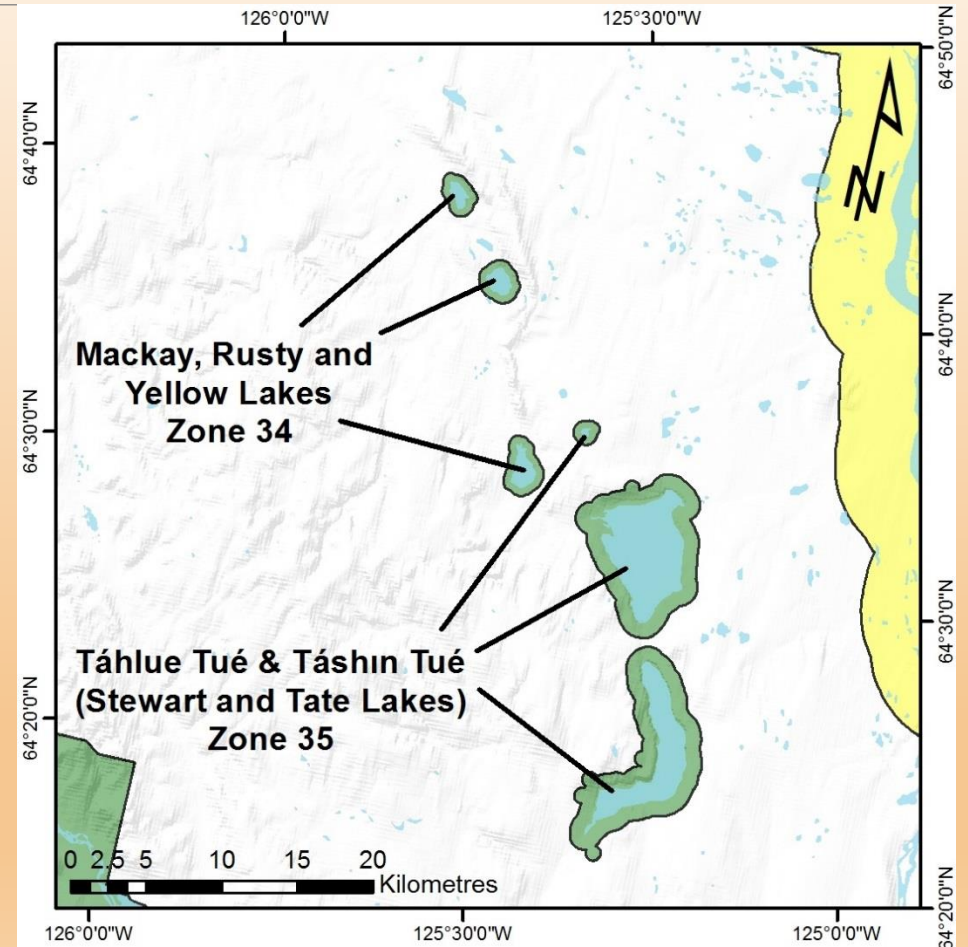 126°0'0"W 125°30'0"W
64°50'0"N
64°40'0"N
64°40'0"N
64°30'0"N
64°30'0"N
64°20'0"N
64°20'0"N
N
Mackay, Rusty and
Yellow Lakes
Zone 34
Táhlue Tué & Táshın Tué
(Stewart and Tate Lakes)
Zone 35
0 2.5 5 10 15 20
Kilometres
126°0'0"W 125°30'0"W 125°0'0"W